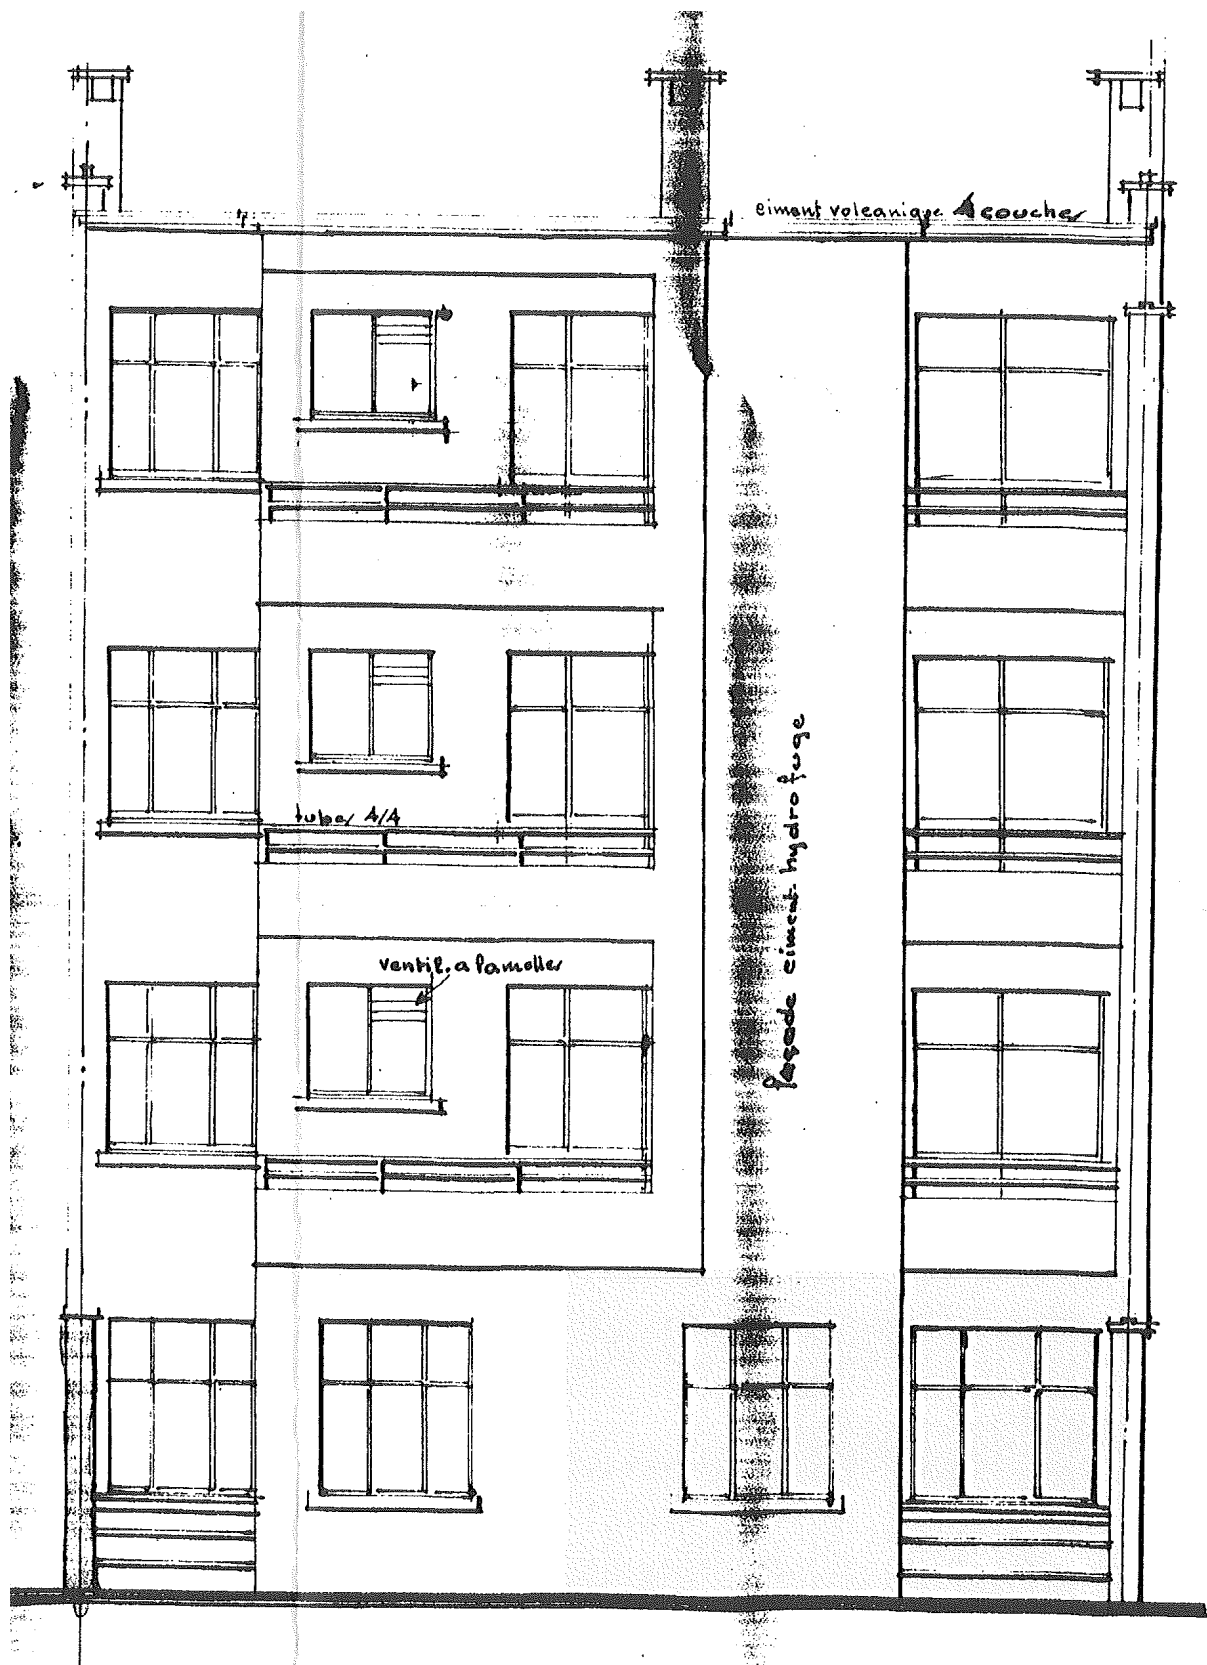 ciment volcanique 4 couches
tubes 4/4
ventil. a lamelles
façade ciment hydrofuge